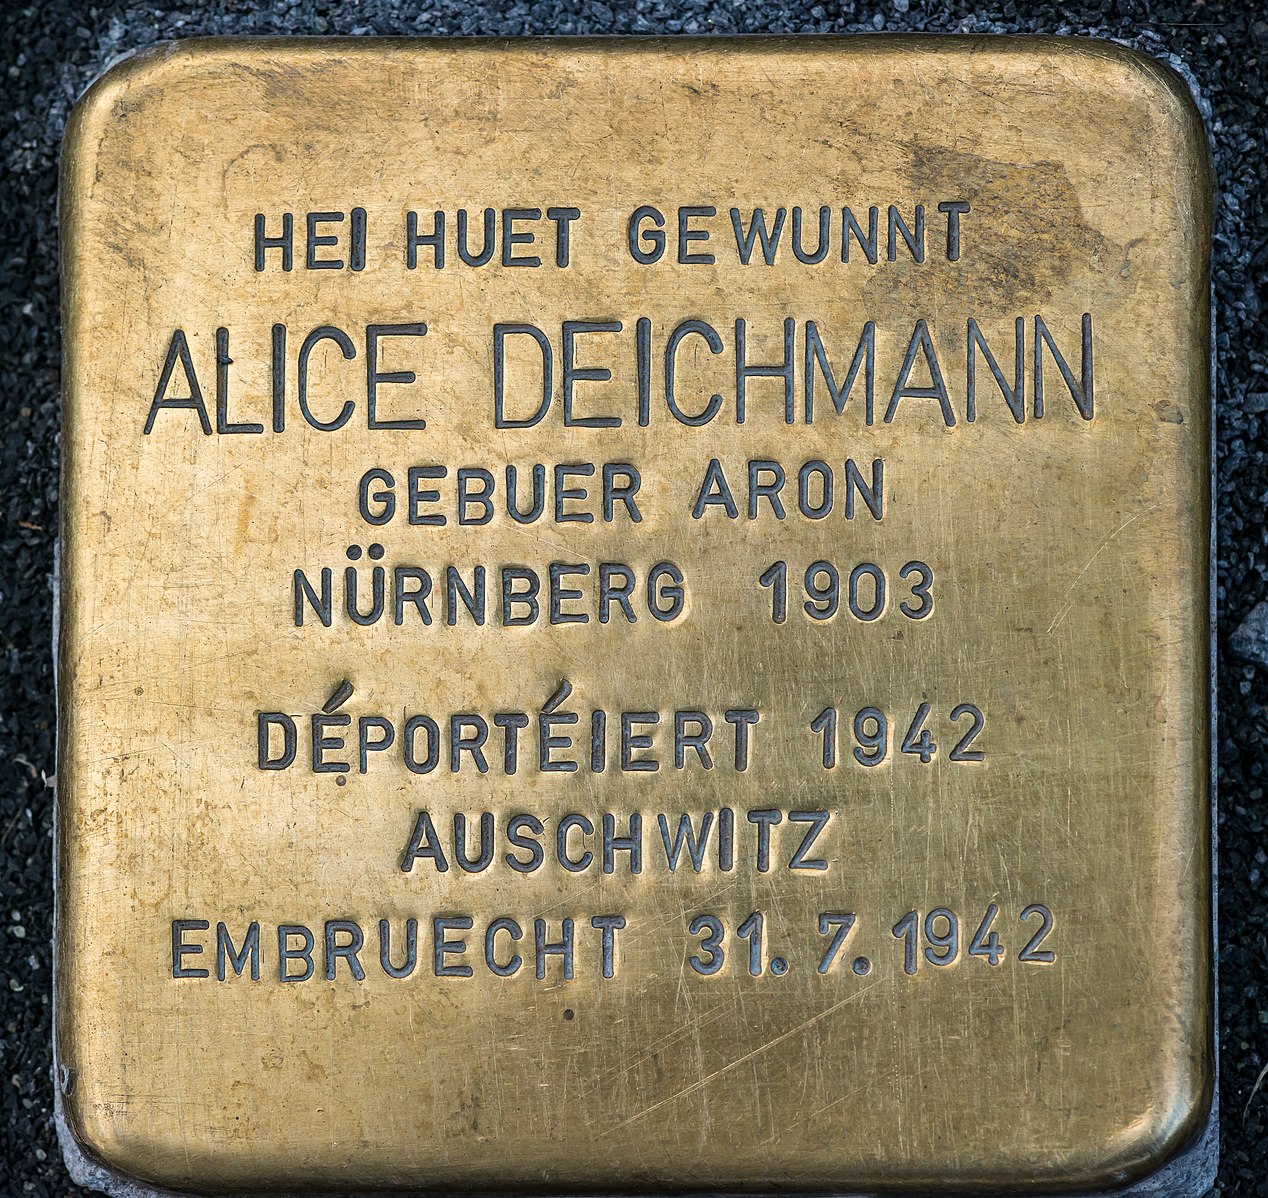 HEI HUET GEWUNNT
ALICE DEICHMANN
GEBUER ARON
NÜRNBERG 1903
DÉPORTÉIERT 1942
AUSCHWITZ
EMBRUECHT 31.7.1942